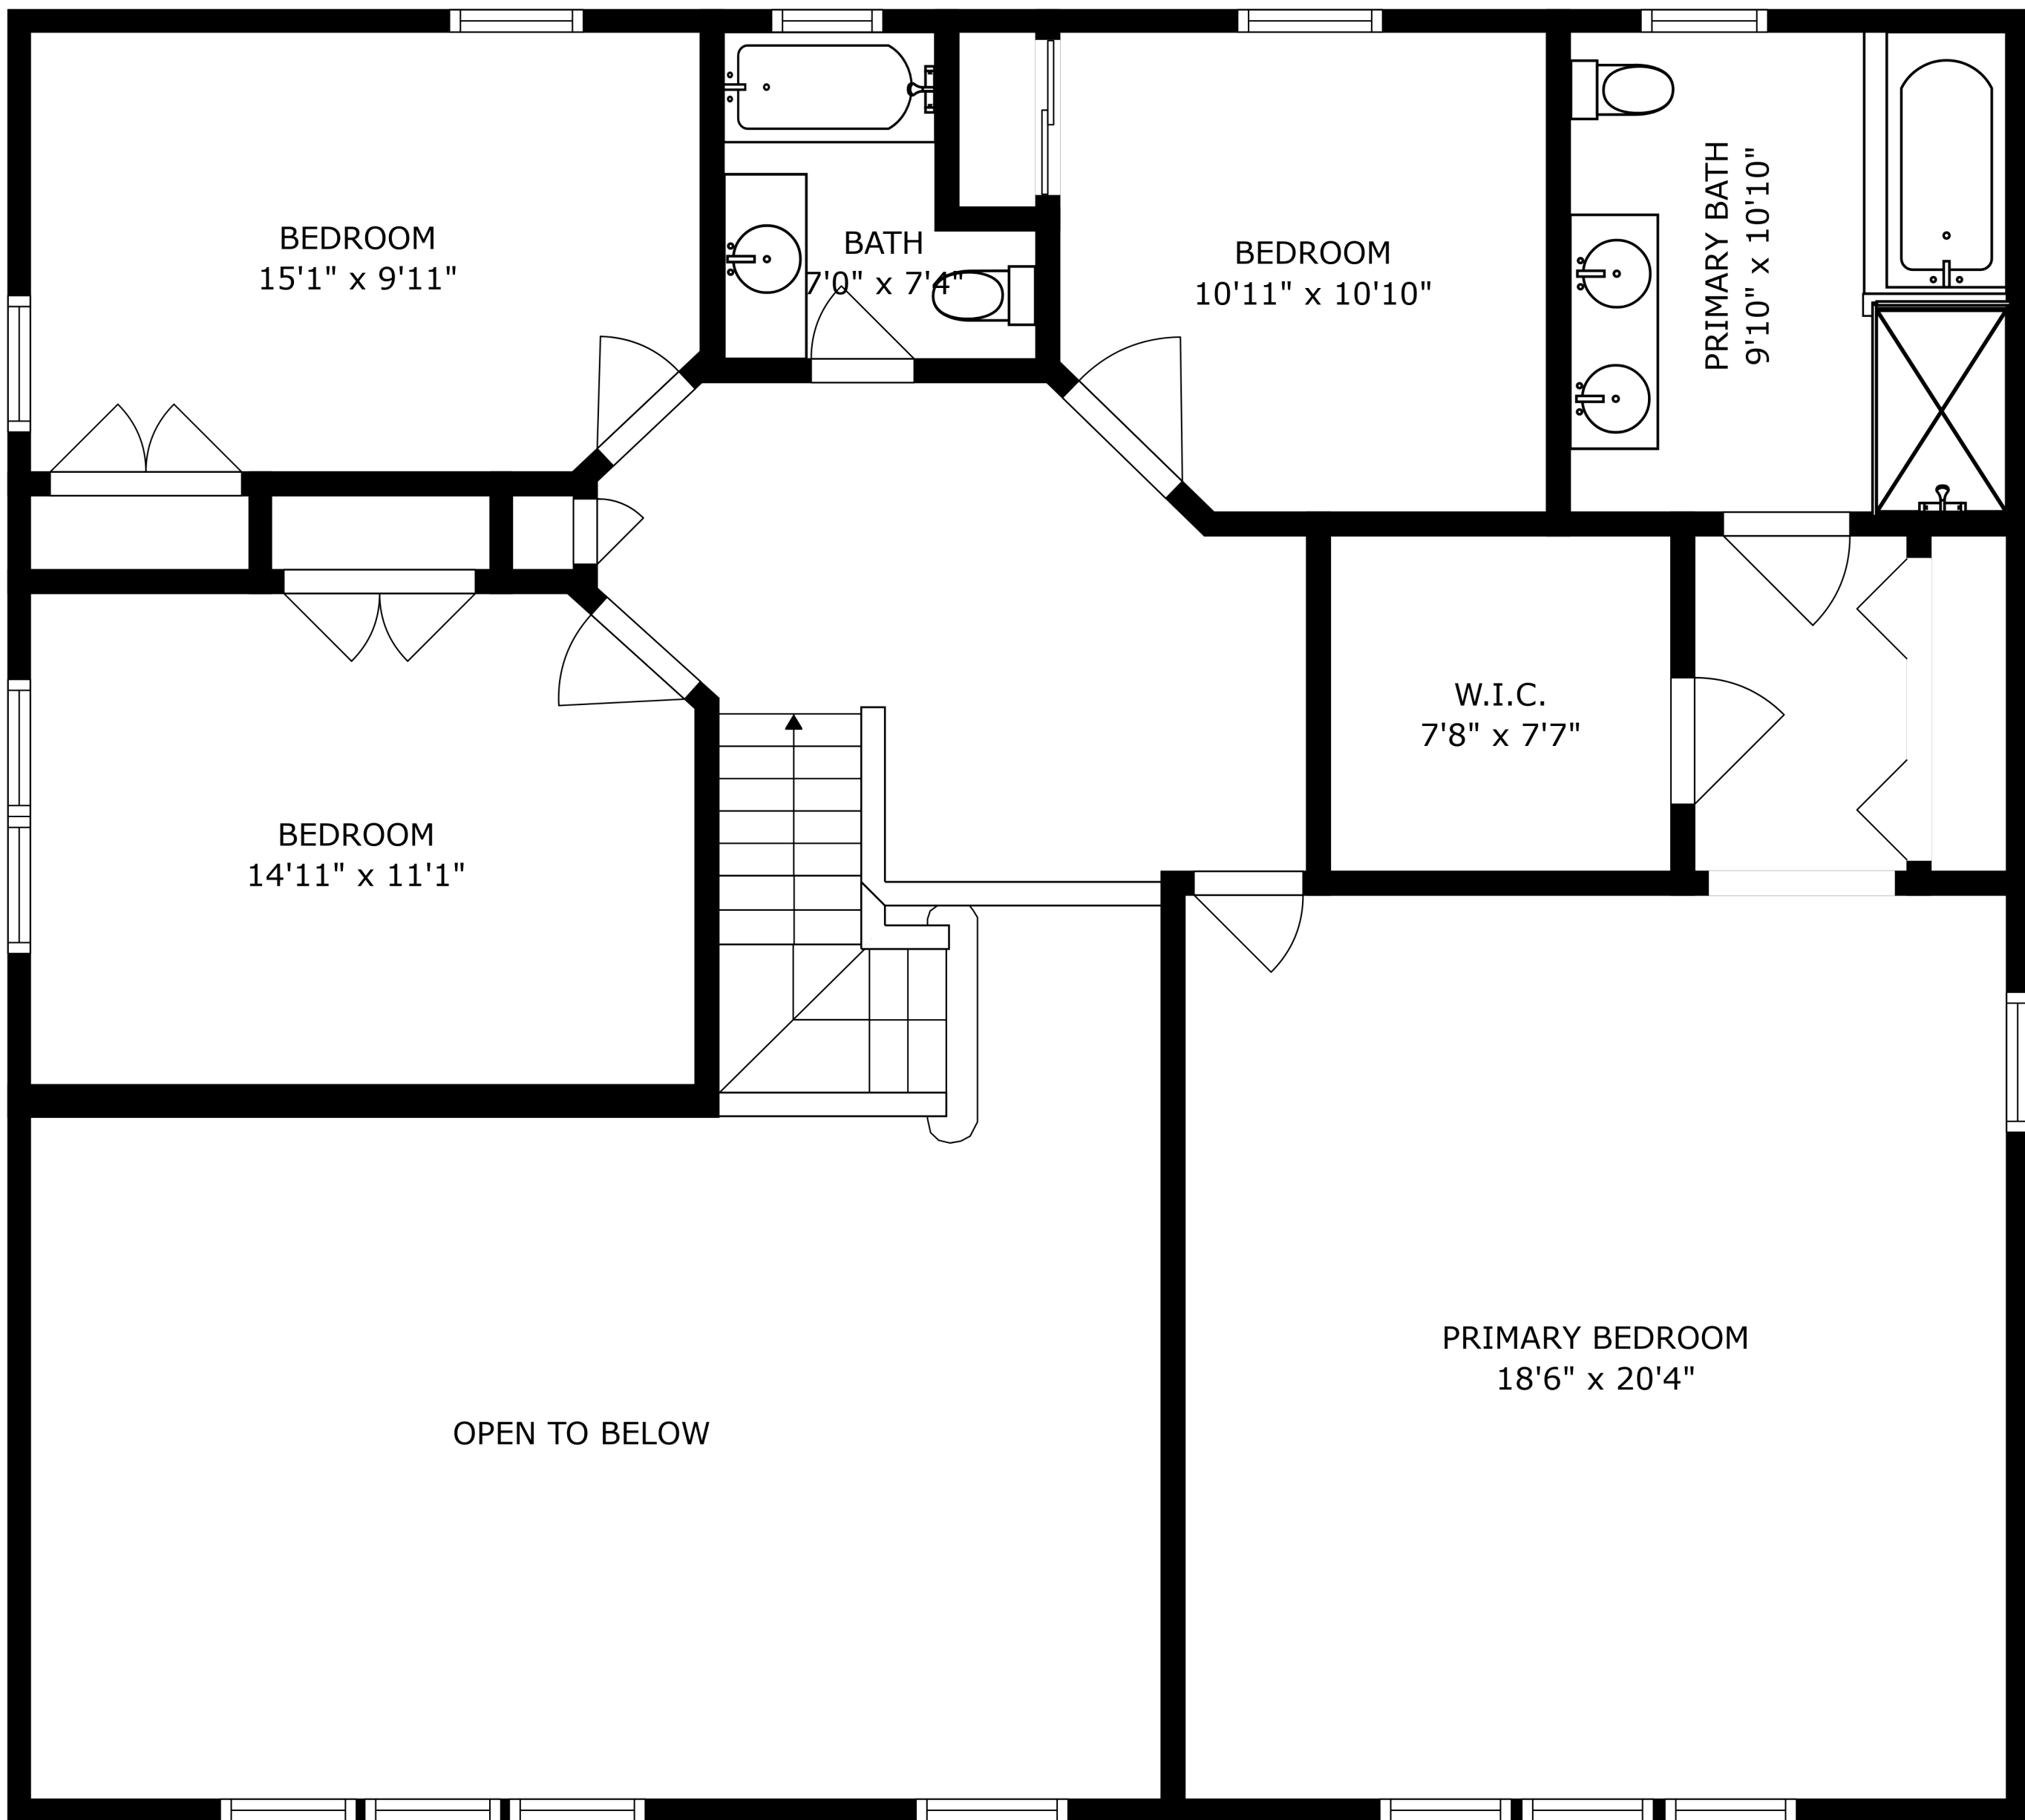 BEDROOM
15'1" x 9'11"
BATH
7'0" x 7'4"
BEDROOM
10'11" x 10'10"
PRIMARY BATH
9'10" x 10'10"
W.I.C.
7'8" x 7'7"
BEDROOM
14'11" x 11'1"
PRIMARY BEDROOM
18'6" x 20'4"
OPEN TO BELOW